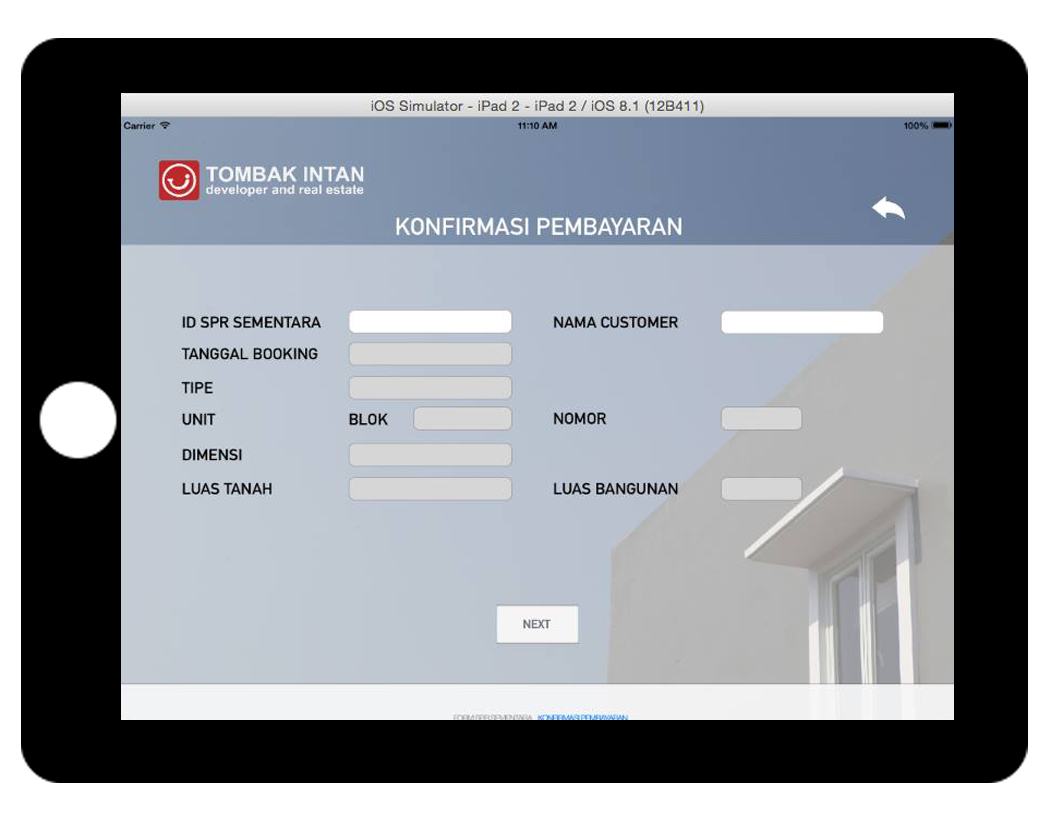 iOS Simulator - iPad 2 - iPad 2 / iOS 8.1 (12B411)
Carrier 11:10 AM 100%
TOMBAK INTAN
developer and real estate
KONFIRMASI PEMBAYARAN
ID SPR SEMENTARA NAMA CUSTOMER
TANGGAL BOOKING
TIPE
UNIT BLOK NOMOR
DIMENSI
LUAS TANAH LUAS BANGUNAN
NEXT
FORM SPR SEMENTARA KONFIRMASI PEMBAYARAN